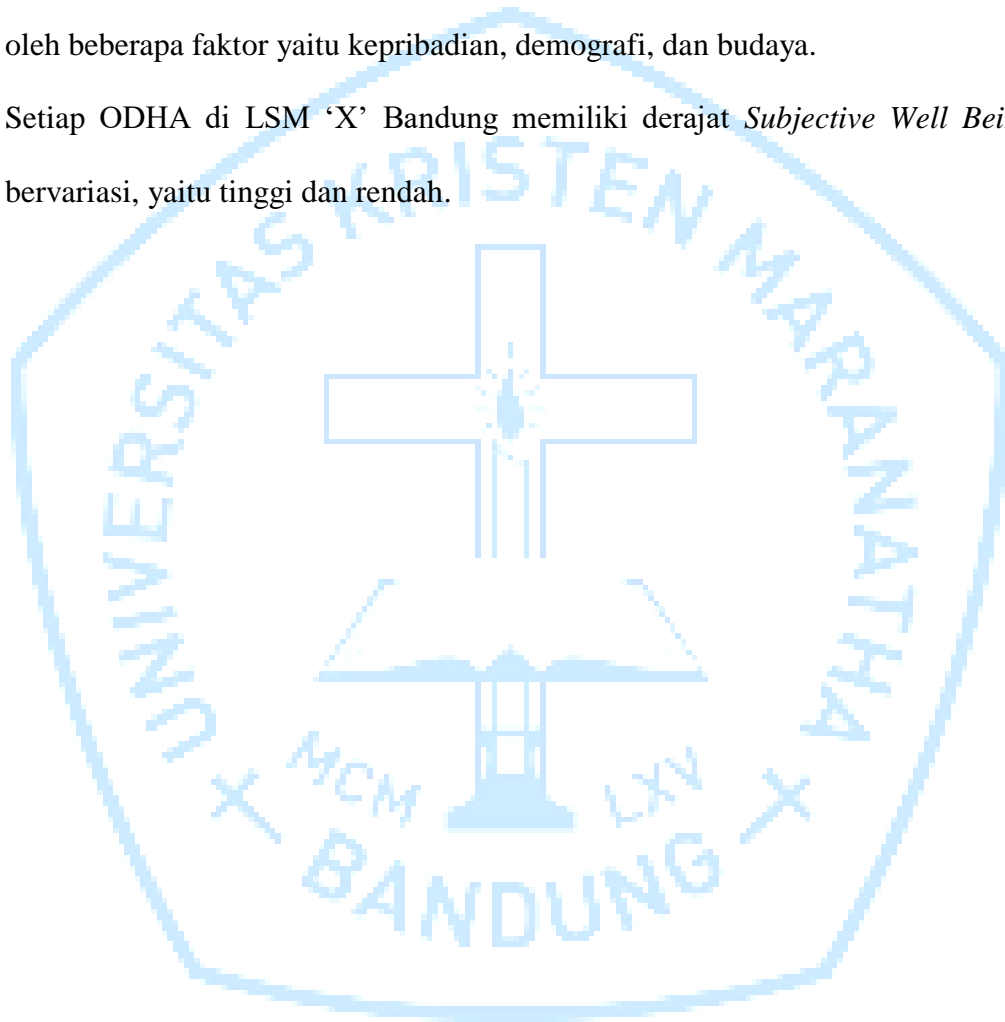 oleh beberapa faktor yaitu kepribadian, demografi, dan budaya.
Setiap ODHA di LSM ‘X’ Bandung memiliki derajat Subjective Well Bei
bervariasi, yaitu tinggi dan rendah.
UNIVERSITAS KRISTEN MARANATHA
MCM LXV
BANDUNG